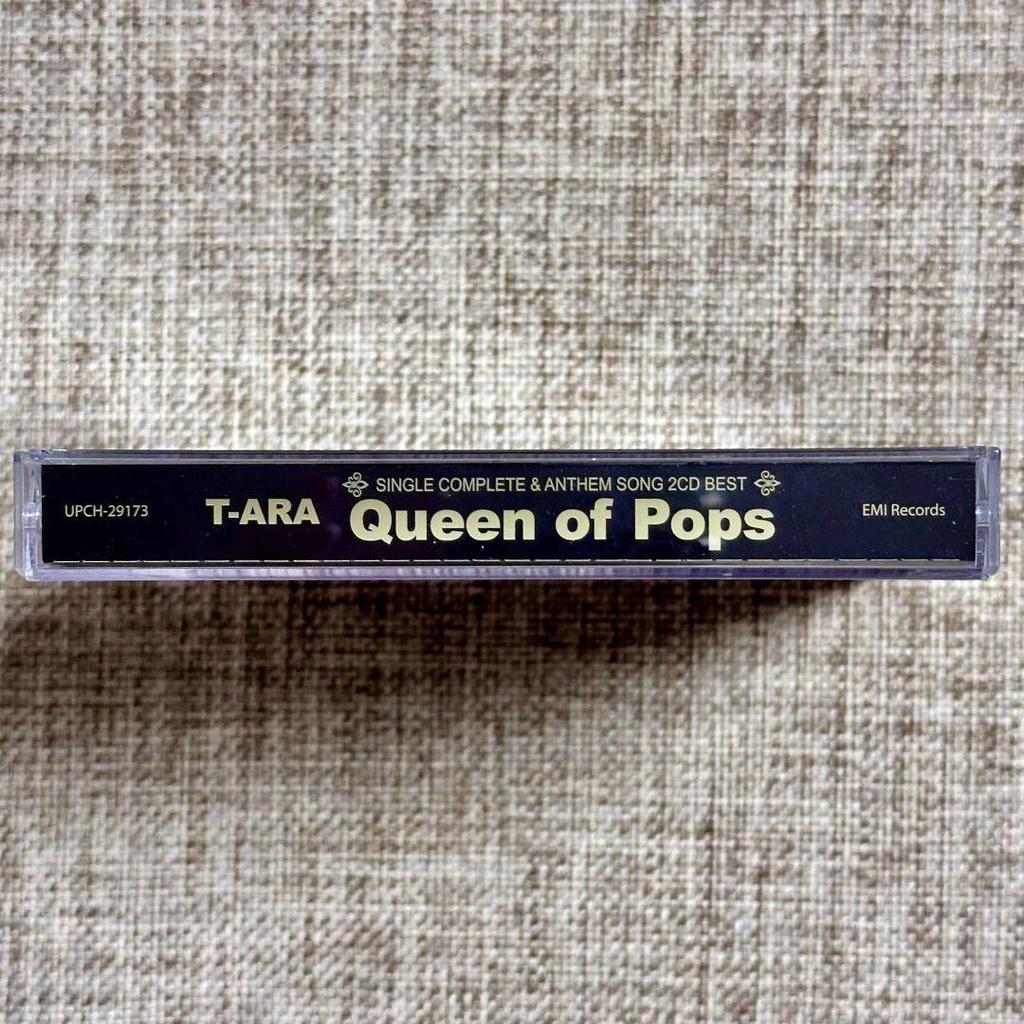 SINGLE COMPLETE & ANTHEM SONG 2CD BEST
UPCH-29173
T-ARA Queen of Pops
EMI Records